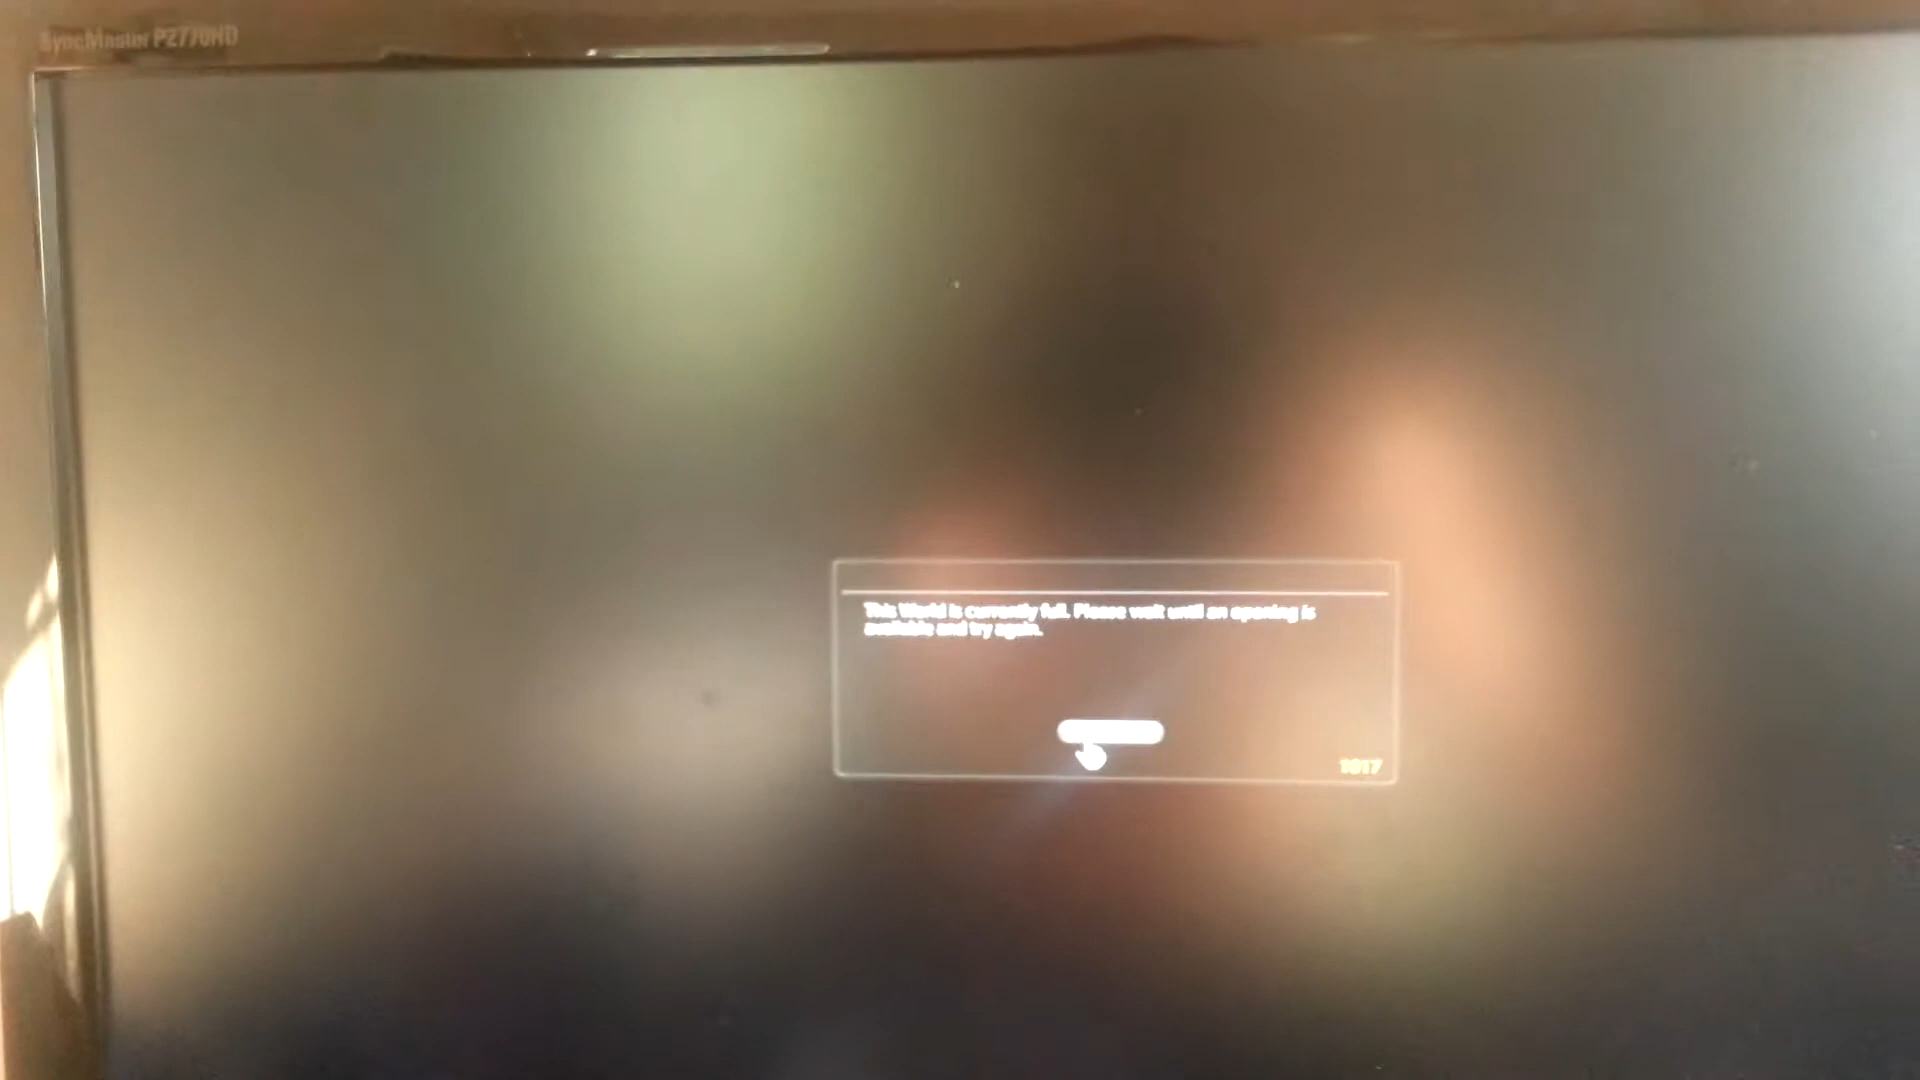 SyncMaster P2770HD
This World is currently full. Please wait until an opening is
available and try again.
1017